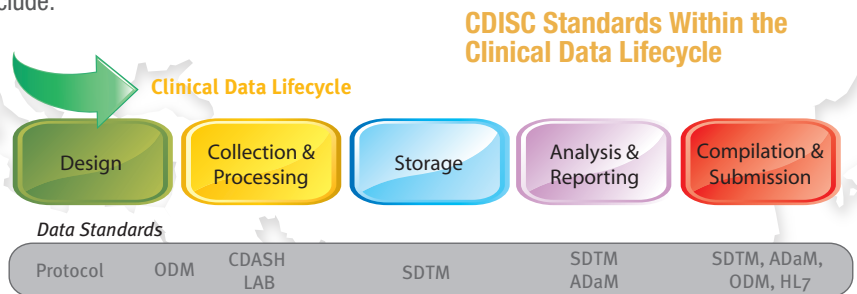 clude:
CDISC Standards Within the
Clinical Data Lifecycle
Clinical Data Lifecycle
Design
Collection &
Processing
Storage
Analysis &
Reporting
Compilation &
Submission
Data Standards
Protocol
ODM
CDASH
LAB
SDTM
SDTM
ADaM
SDTM, ADaM,
ODM, HL7